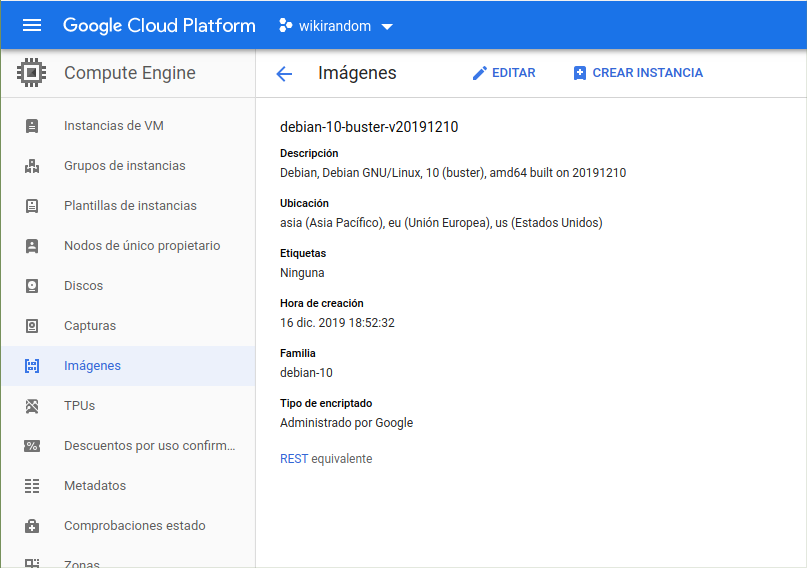 Google Cloud Platform
wikirandom
Compute Engine
Imágenes
EDITAR
CREAR INSTANCIA
Instancias de VM
Grupos de instancias
Plantillas de instancias
Nodos de único propietario
Discos
Capturas
Imágenes
TPUs
Descuentos por uso confirm...
Metadatos
Comprobaciones estado
Zonas
debian-10-buster-v20191210
Descripción
Debian, Debian GNU/Linux, 10 (buster), amd64 built on 20191210
Ubicación
asia (Asia Pacífico), eu (Unión Europea), us (Estados Unidos)
Etiquetas
Ninguna
Hora de creación
16 dic. 2019 18:52:32
Familia
debian-10
Tipo de encriptado
Administrado por Google
REST equivalente